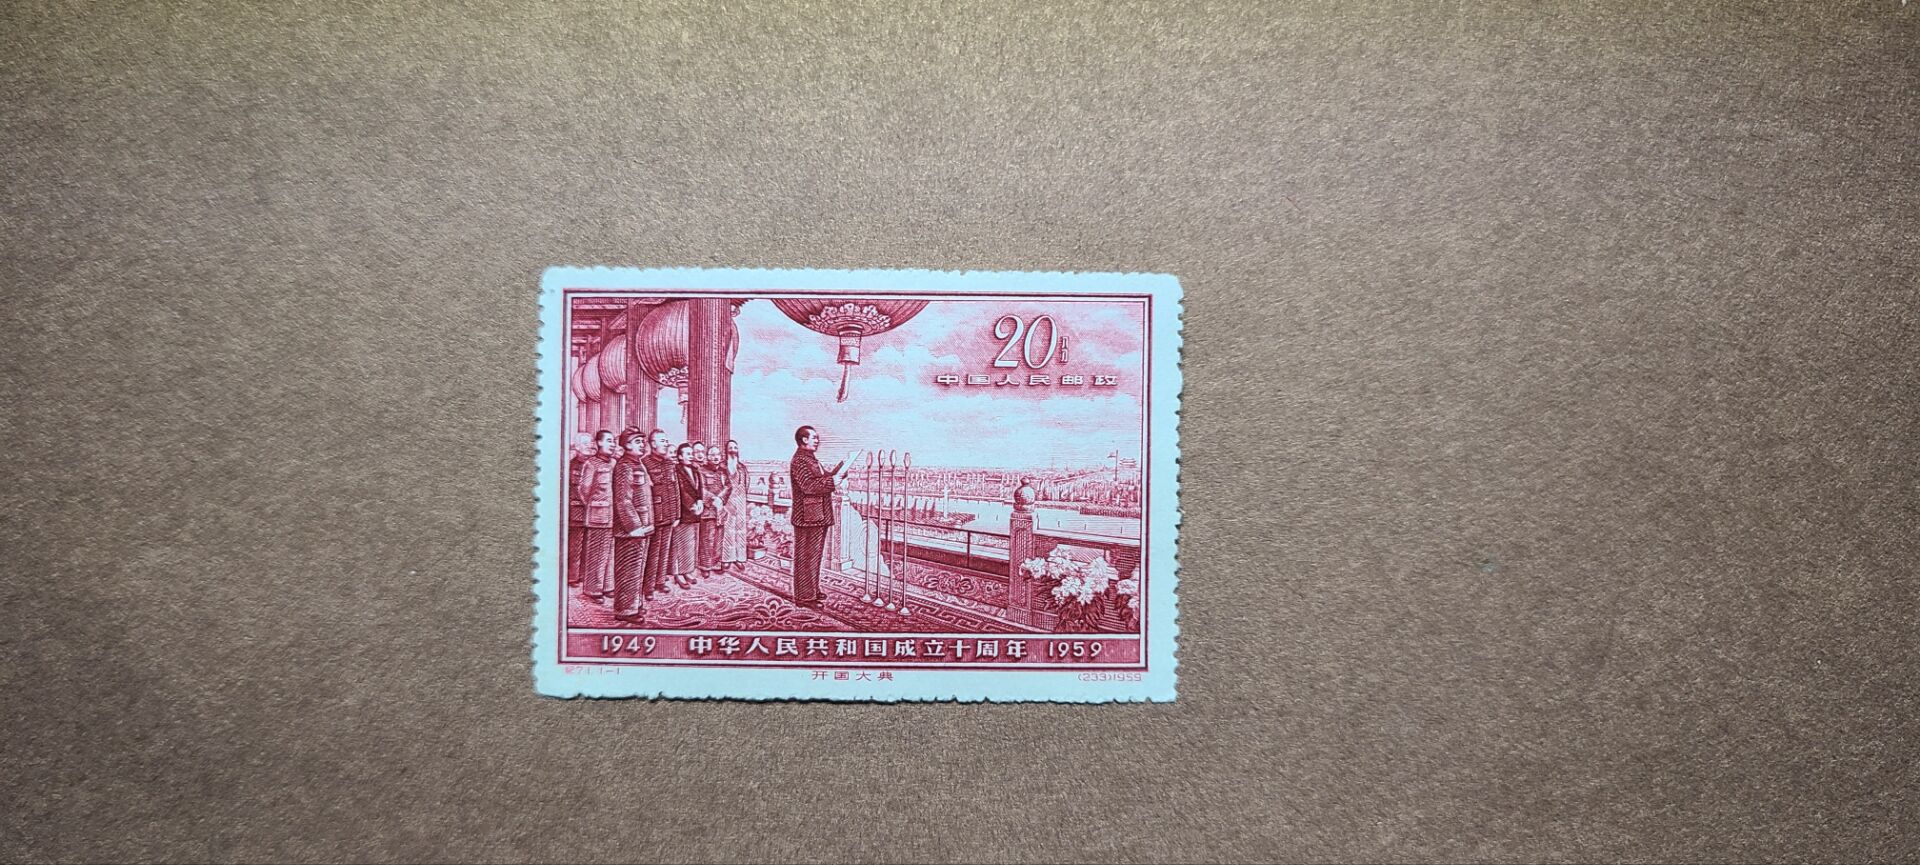 20分
中国人民邮政
1949 中华人民共和国成立十周年 1959
纪71.1-1 开国大典 (233)1959